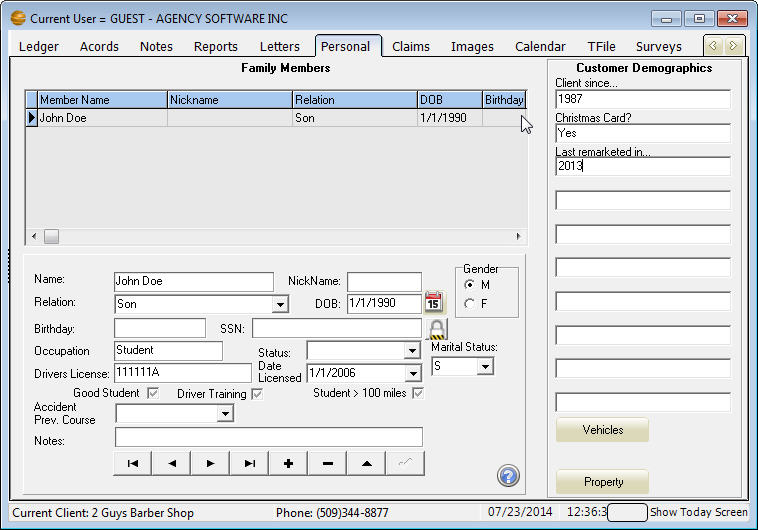 Current User = GUEST - AGENCY SOFTWARE INC
Ledger Acords Notes Reports Letters Personal Claims Images Calendar TFile Surveys
Family Members
Member Name Nickname Relation DOB Birthday
John Doe Son 1/1/1990
Name: John Doe NickName:
Relation: Son DOB: 1/1/1990 15
Gender
M
F
Birthday: SSN:
Occupation Student Status:
Marital Status:
S
Drivers License: 111111A Date Licensed 1/1/2006
Good Student Driver Training Student > 100 miles
Accident
Prev. Course
Notes:
Customer Demographics
Client since...
1987
Christmas Card?
Yes
Last remarketed in...
2013
Vehicles
Property
Current Client: 2 Guys Barber Shop Phone: (509)344-8877 07/23/2014 12:36:3 Show Today Screen